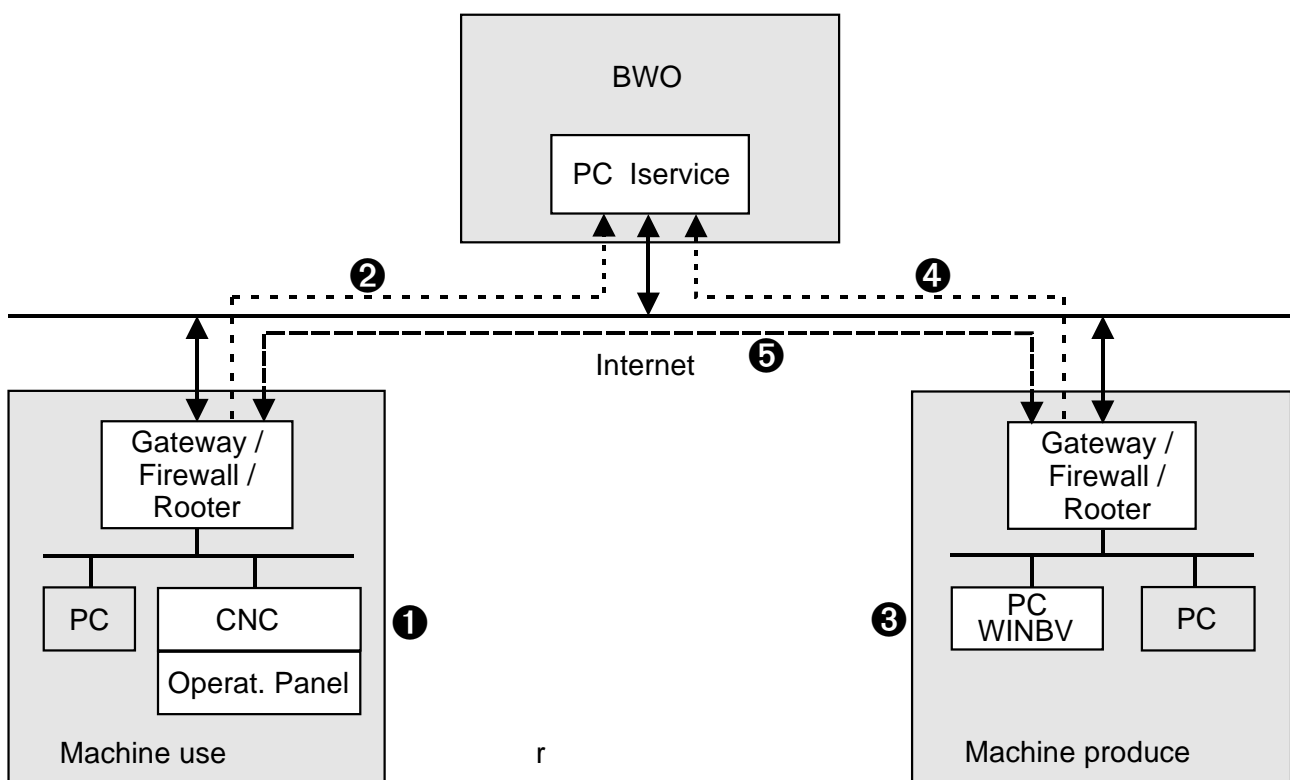 BWO
PC Iservice
❷
❹
❺
Internet
Gateway /
Firewall /
Rooter
Gateway /
Firewall /
Rooter
PC
CNC
Operat. Panel
❶
❸
PC
WINBV
PC
Machine use
r
Machine produce